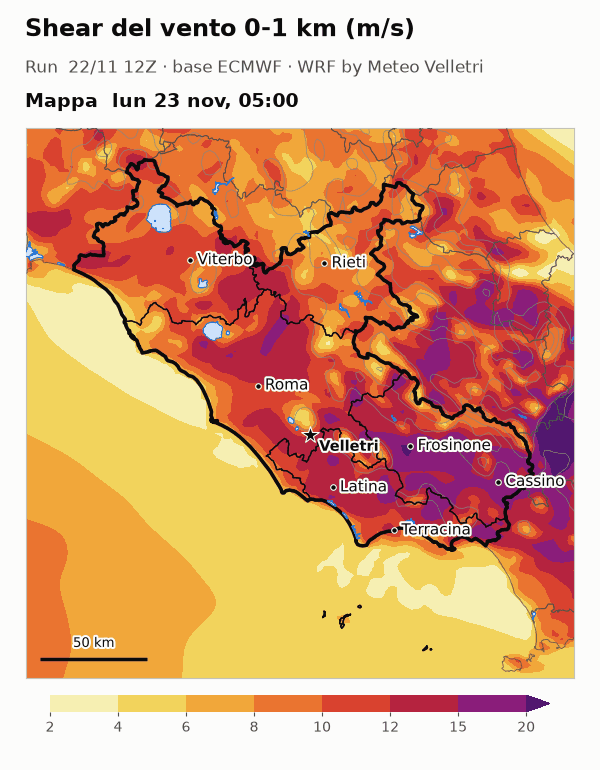 Shear del vento 0-1 km (m/s)
Run  22/11 12Z · base ECMWF · WRF by Meteo Velletri
Mappa  lun 23 nov, 05:00
Viterbo
Rieti
Roma
Velletri
Frosinone
Cassino
Latina
Terracina
50 km
2 4 6 8 10 12 15 20